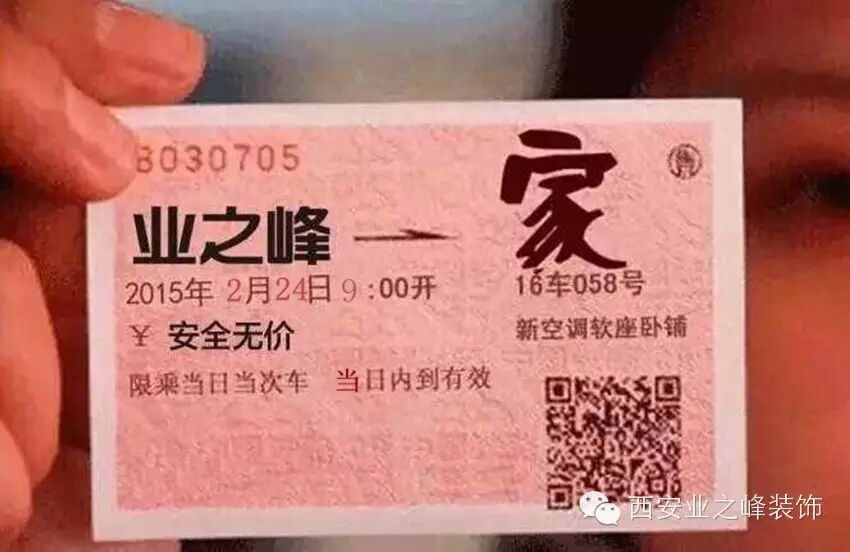 8030705
业之峰 → 家
2015年 2月24日 9:00开 16车058号
¥ 安全无价 新空调软座卧铺
限乘当日当次车 当日内到有效
西安业之峰装饰